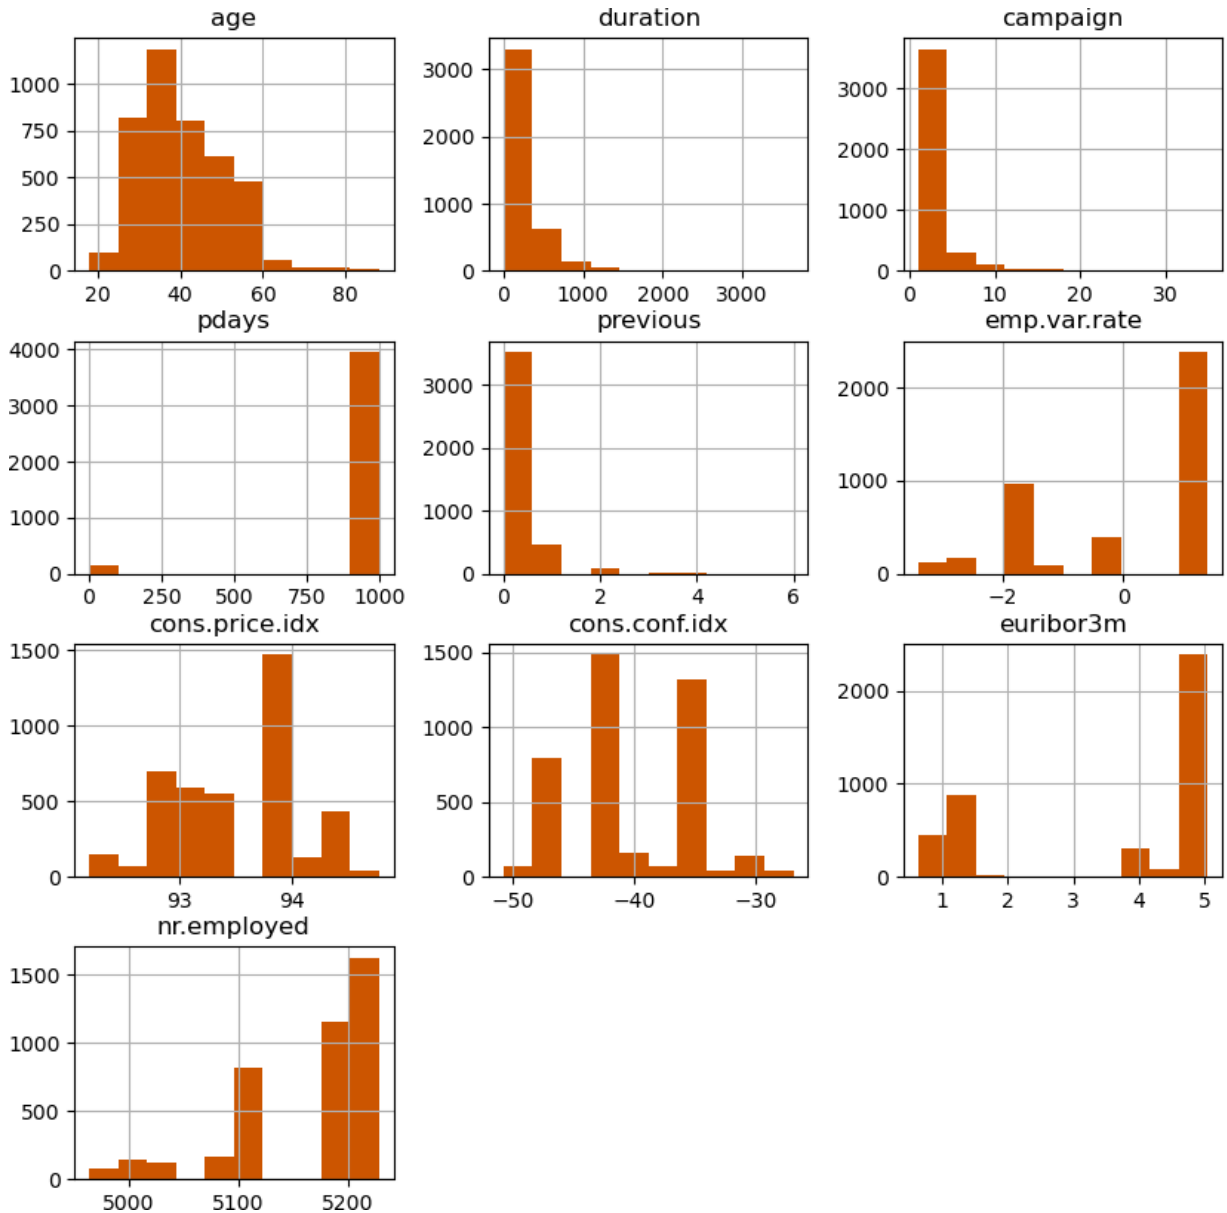 age
1000
750
500
250
0
20 40 60 80
duration
3000
2000
1000
0
0 1000 2000 3000
campaign
3000
2000
1000
0
0 10 20 30
pdays
4000
3000
2000
1000
0
0 250 500 750 1000
previous
3000
2000
1000
0
0 2 4 6
emp.var.rate
2000
1000
0
−2 0
cons.price.idx
1500
1000
500
0
93 94
cons.conf.idx
1500
1000
500
0
−50 −40 −30
euribor3m
2000
1000
0
1 2 3 4 5
nr.employed
1500
1000
500
0
5000 5100 5200